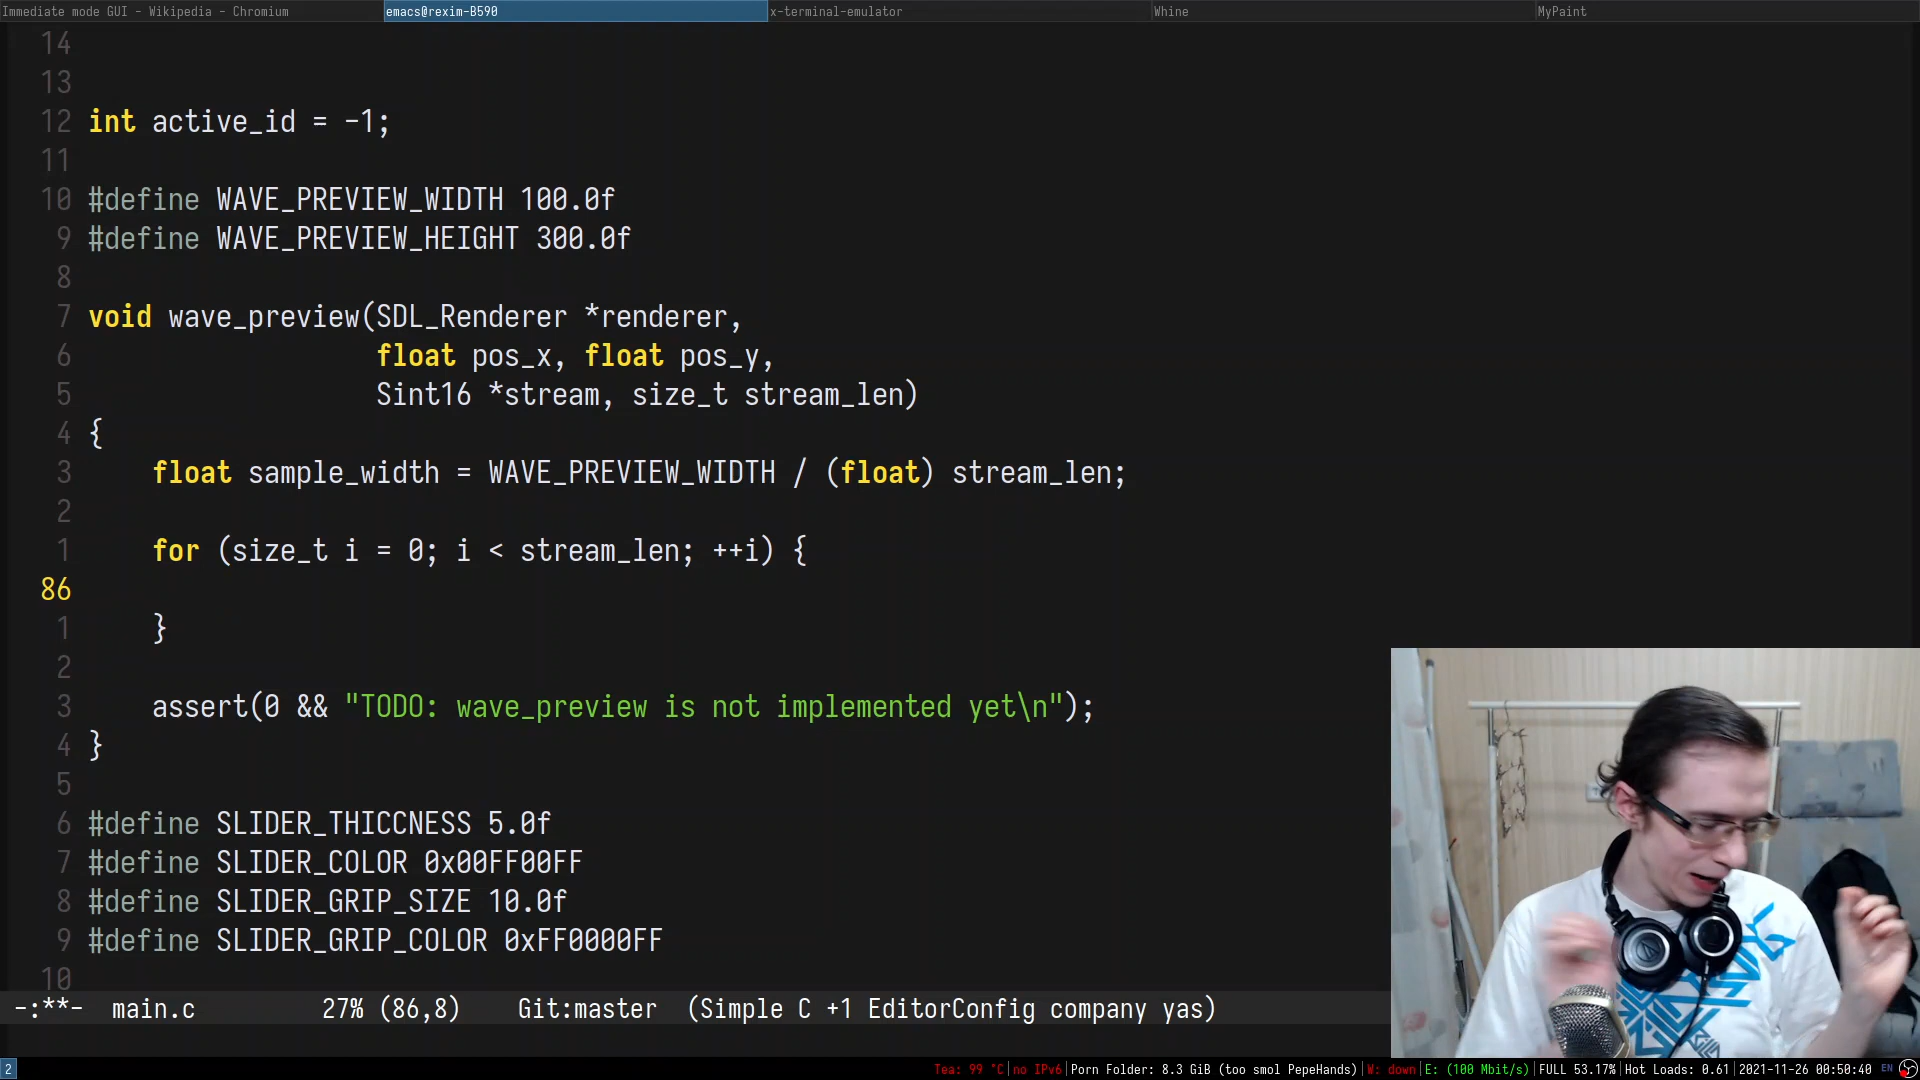 Immediate mode GUI - Wikipedia - Chromium emacs@rexim-B590 x-terminal-emulator Whine MyPaint
14
13
12 int active_id = -1;
11
10 #define WAVE_PREVIEW_WIDTH 100.0f
9 #define WAVE_PREVIEW_HEIGHT 300.0f
8
7 void wave_preview(SDL_Renderer *renderer,
6 float pos_x, float pos_y,
5 Sint16 *stream, size_t stream_len)
4 {
3 float sample_width = WAVE_PREVIEW_WIDTH / (float) stream_len;
2
1 for (size_t i = 0; i < stream_len; ++i) {
86
1 }
2
3 assert(0 && "TODO: wave_preview is not implemented yet\n");
4 }
5
6 #define SLIDER_THICCNESS 5.0f
7 #define SLIDER_COLOR 0x00FF00FF
8 #define SLIDER_GRIP_SIZE 10.0f
9 #define SLIDER_GRIP_COLOR 0xFF0000FF
10
-:**- main.c 27% (86,8) Git:master (Simple C +1 EditorConfig company yas)
2 Tea: 99 °C|no IPv6|Porn Folder: 8.3 GiB (too smol PepeHands)|W: down|E: (100 Mbit/s)|FULL 53.17%|Hot Loads: 0.61|2021-11-26 00:50:40 EN